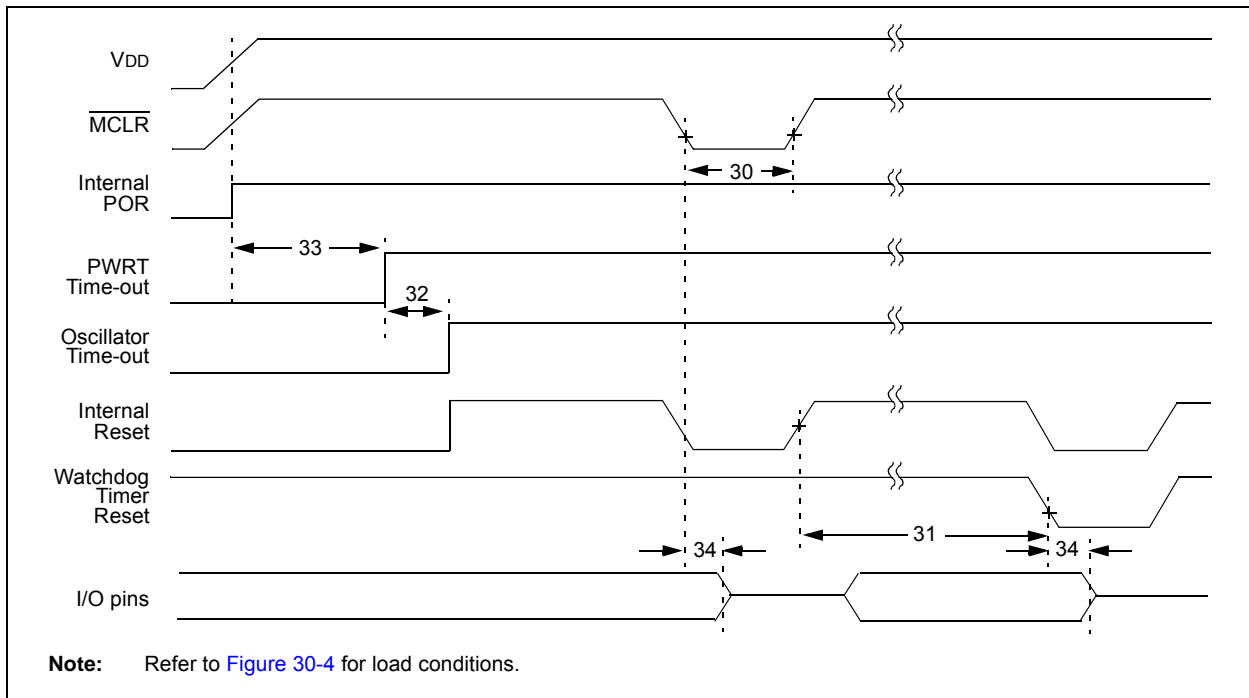 VDD
MCLR
30
Internal
POR
33
PWRT
Time-out
32
Oscillator
Time-out
Internal
Reset
Watchdog
Timer
Reset
31
34
34
I/O pins
Note: Refer to Figure 30-4 for load conditions.